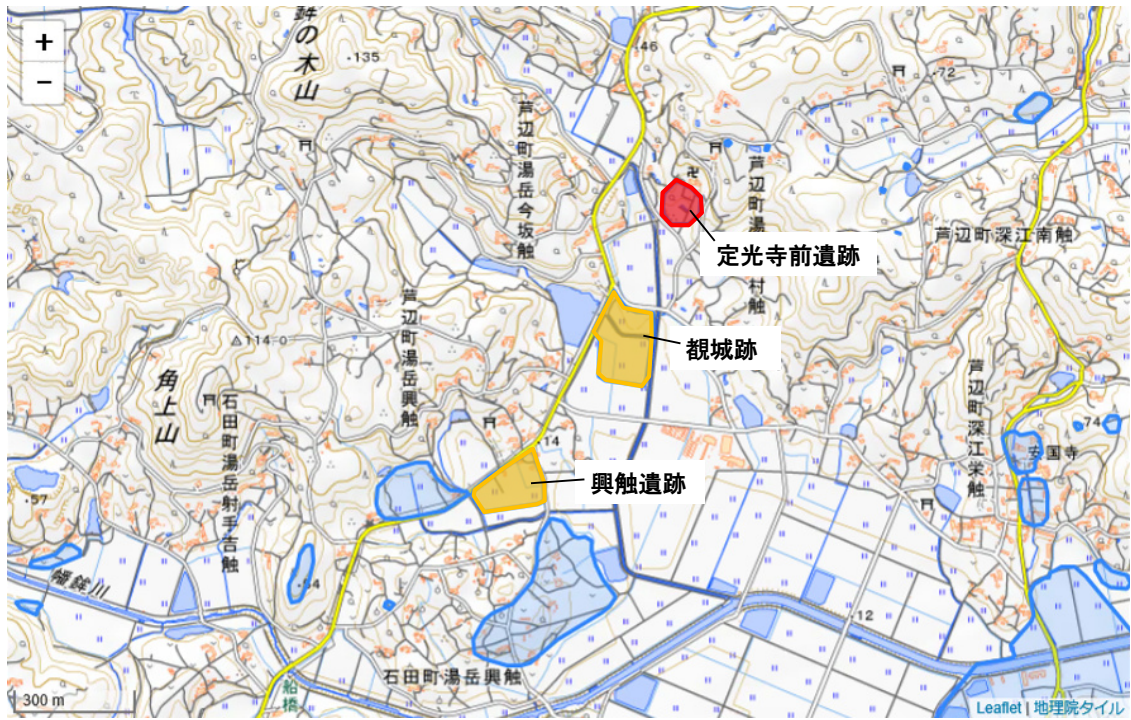 +
−
鉾の木山
・135
・46
・72
芦辺町湯岳今坂触
芦辺町湯
村触
定光寺前遺跡
芦辺町深江南触
観城跡
芦辺町湯岳興触
114.0
角上山
石田町湯岳射手吉触
芦辺町深江栄触
・74
安国寺
・14
興触遺跡
・57
・54
幡鉾川
・12
石田町湯岳興触
船橋
300 m
Leaflet | 地理院タイル